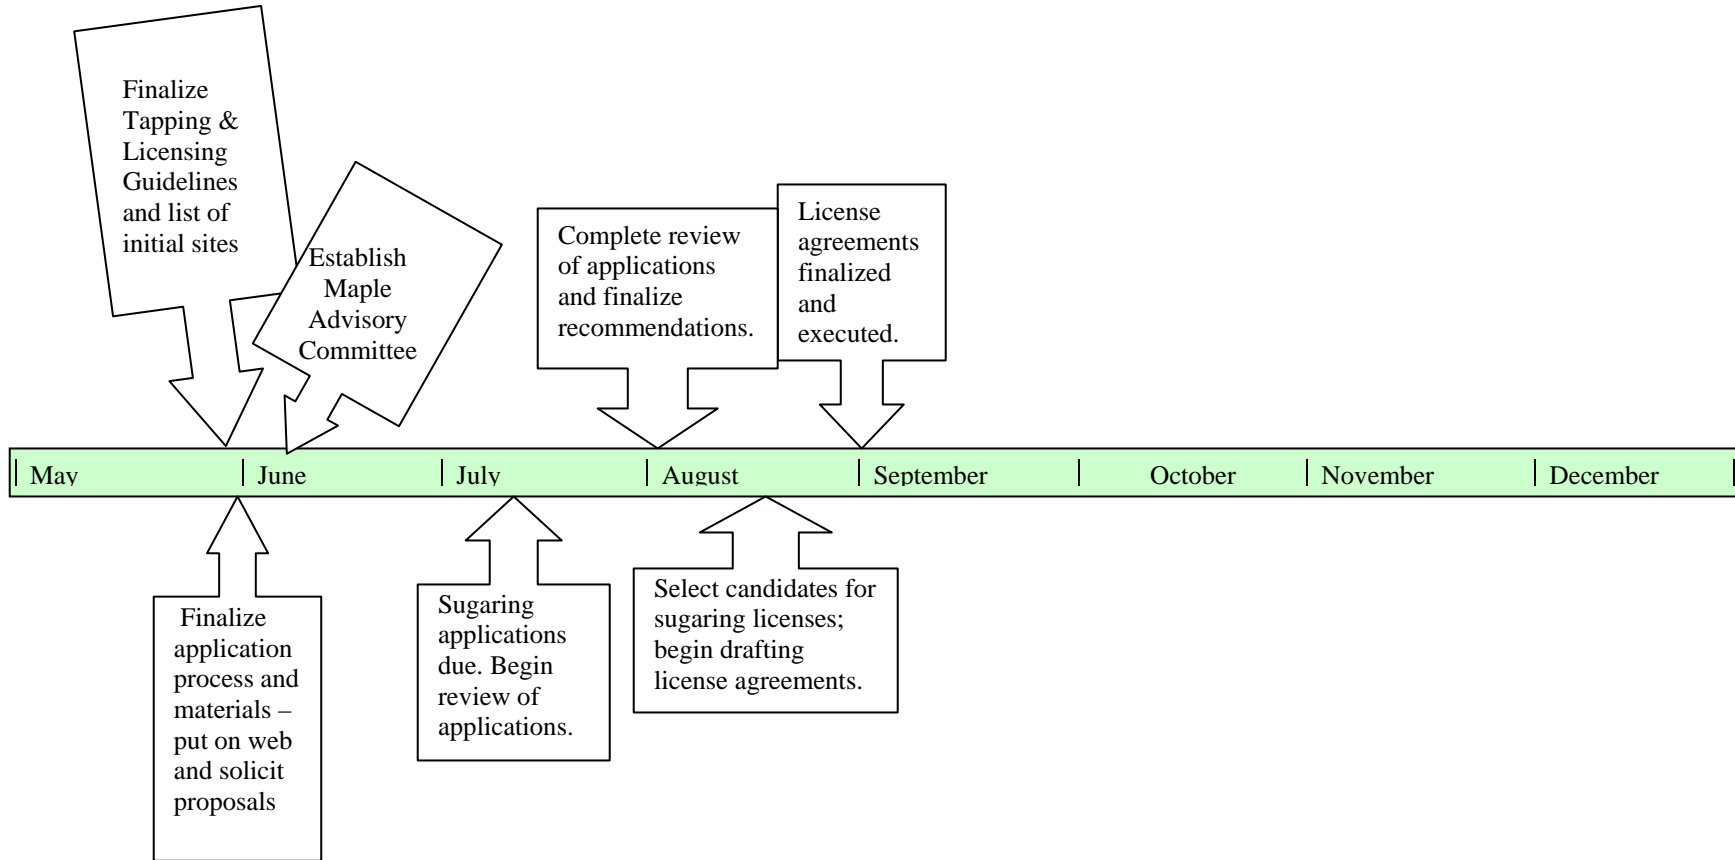 Finalize
Tapping &
Licensing
Guidelines
and list of
initial sites
Establish
Maple
Advisory
Committee
Complete review
of applications
and finalize
recommendations.
License
agreements
finalized
and
executed.
May
June
July
August
September
October
November
December
Finalize
application
process and
materials –
put on web
and solicit
proposals
Sugaring
applications
due. Begin
review of
applications.
Select candidates for
sugaring licenses;
begin drafting
license agreements.